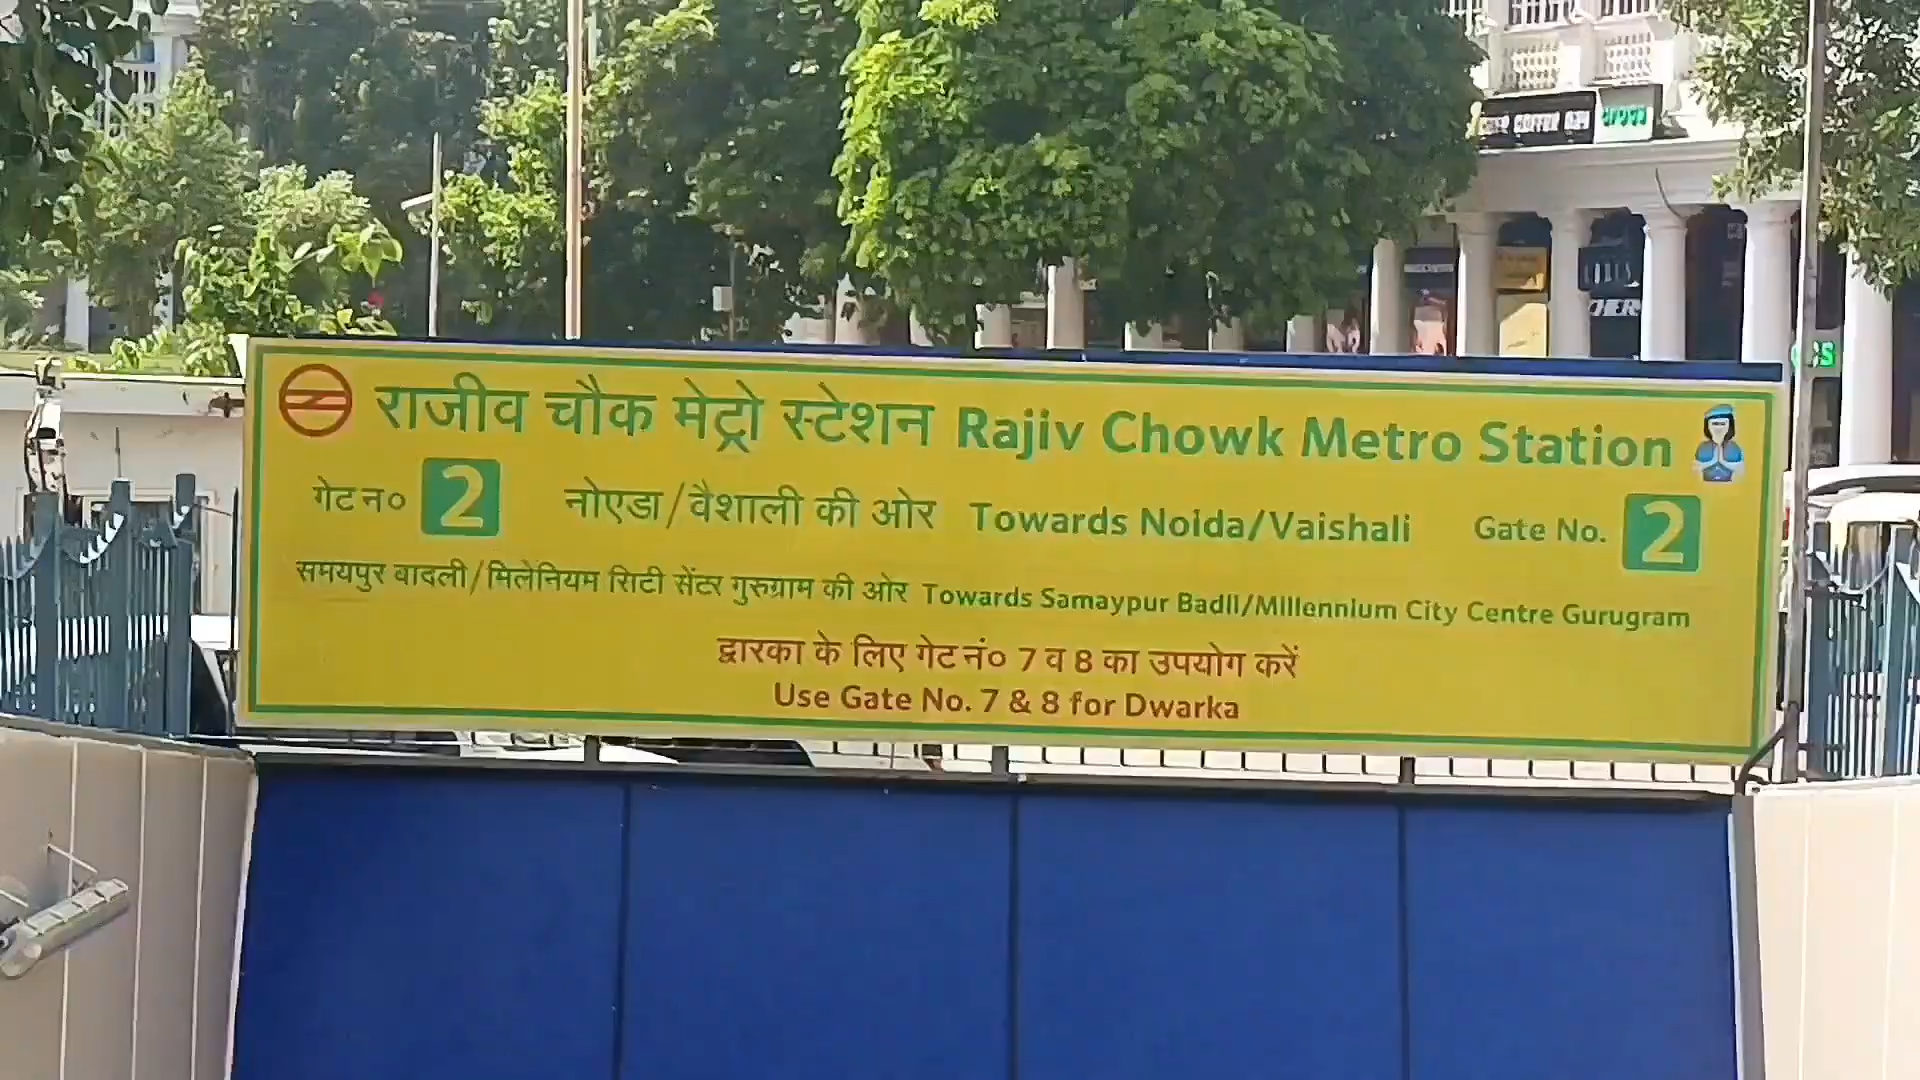 राजीव चौक मेट्रो स्टेशन Rajiv Chowk Metro Station
गेट न० 2 नोएडा/वैशाली की ओर Towards Noida/Vaishali Gate No. 2
समयपुर बादली/मिलेनियम सिटी सेंटर गुरुग्राम की ओर Towards Samaypur Badli/Millennium City Centre Gurugram
द्वारका के लिए गेट नं० 7 व 8 का उपयोग करें
Use Gate No. 7 & 8 for Dwarka